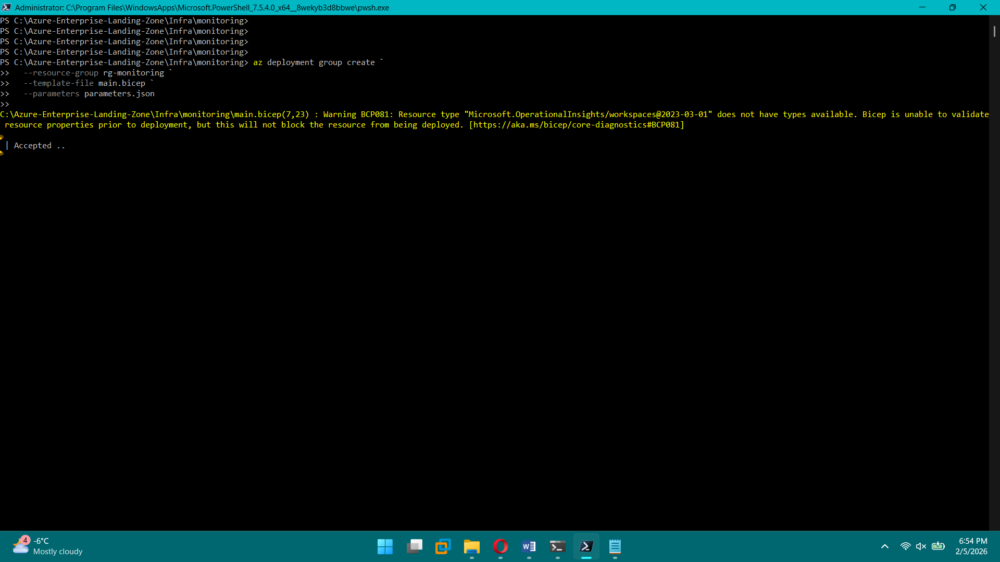 Administrator: C:\Program Files\WindowsApps\Microsoft.PowerShell_7.5.4.0_x64__8wekyb3d8bbwe\pwsh.exe
PS C:\Azure-Enterprise-Landing-Zone\Infra\monitoring>
PS C:\Azure-Enterprise-Landing-Zone\Infra\monitoring>
PS C:\Azure-Enterprise-Landing-Zone\Infra\monitoring>
PS C:\Azure-Enterprise-Landing-Zone\Infra\monitoring>
PS C:\Azure-Enterprise-Landing-Zone\Infra\monitoring> az deployment group create `
>>   --resource-group rg-monitoring `
>>   --template-file main.bicep `
>>   --parameters parameters.json
>>
C:\Azure-Enterprise-Landing-Zone\Infra\monitoring\main.bicep(7,23) : Warning BCP081: Resource type "Microsoft.OperationalInsights/workspaces@2023-03-01" does not have types available. Bicep is unable to validate
 resource properties prior to deployment, but this will not block the resource from being deployed. [https://aka.ms/bicep/core-diagnostics#BCP081]
| Accepted ..
4
-6°C
Mostly cloudy
W
6:54 PM
2/5/2026